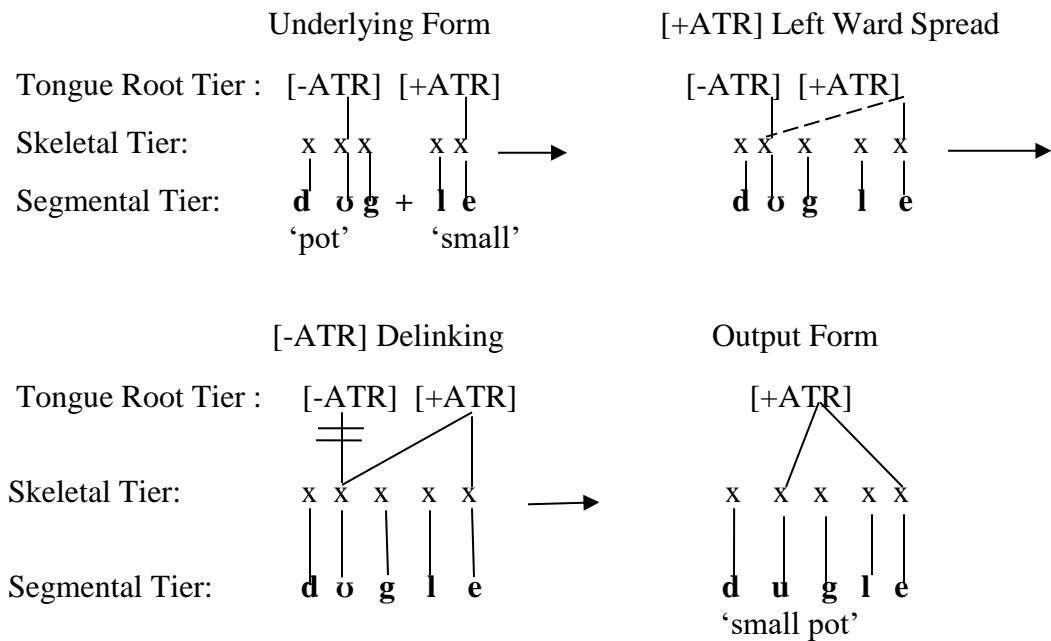 Underlying Form [+ATR] Left Ward Spread
Tongue Root Tier : [-ATR] [+ATR] [-ATR] [+ATR]
Skeletal Tier: x x x x x x x x x x
Segmental Tier: d ʊ g + l e d ʊ g l e
‘pot’ ‘small’
[-ATR] Delinking Output Form
Tongue Root Tier : [-ATR] [+ATR] [+ATR]
Skeletal Tier: x x x x x x x x x x
Segmental Tier: d ʊ g l e d u g l e
‘small pot’